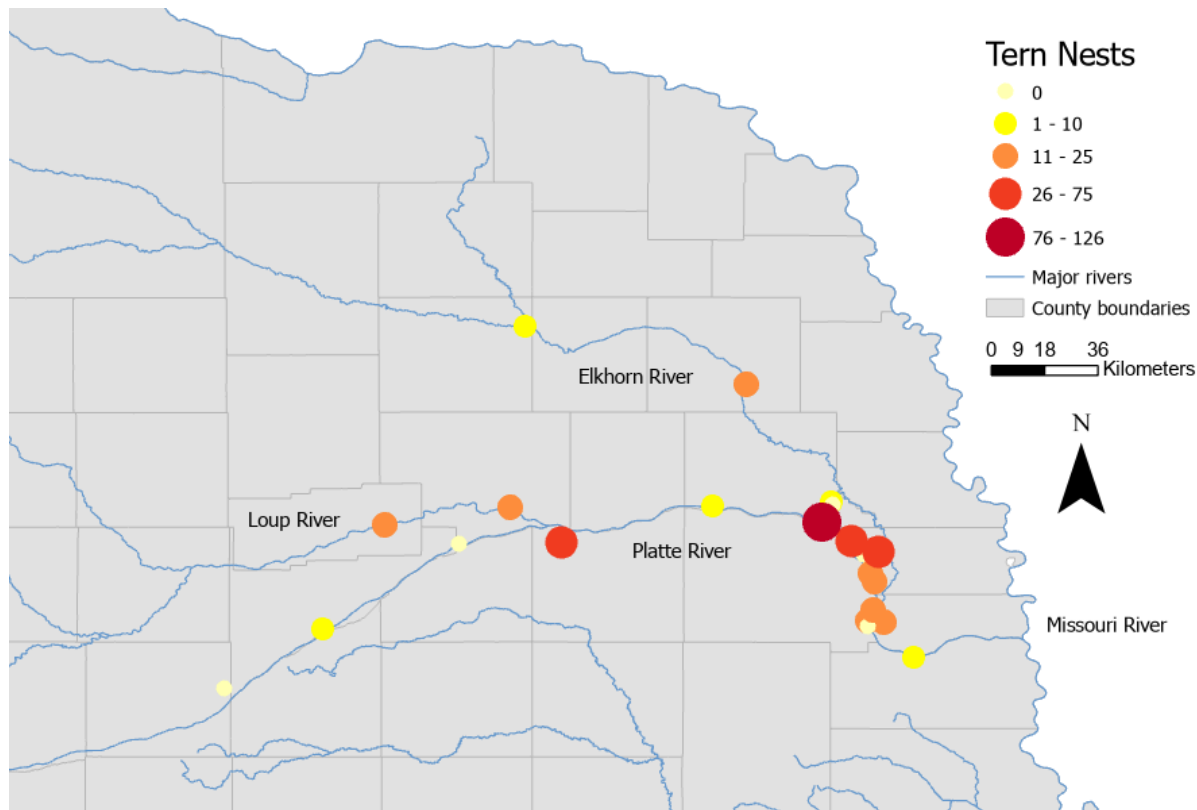 Tern Nests
0
1 - 10
11 - 25
26 - 75
76 - 126
Major rivers
County boundaries
0 9 18 36
Kilometers
N
Elkhorn River
Loup River
Platte River
Missouri River